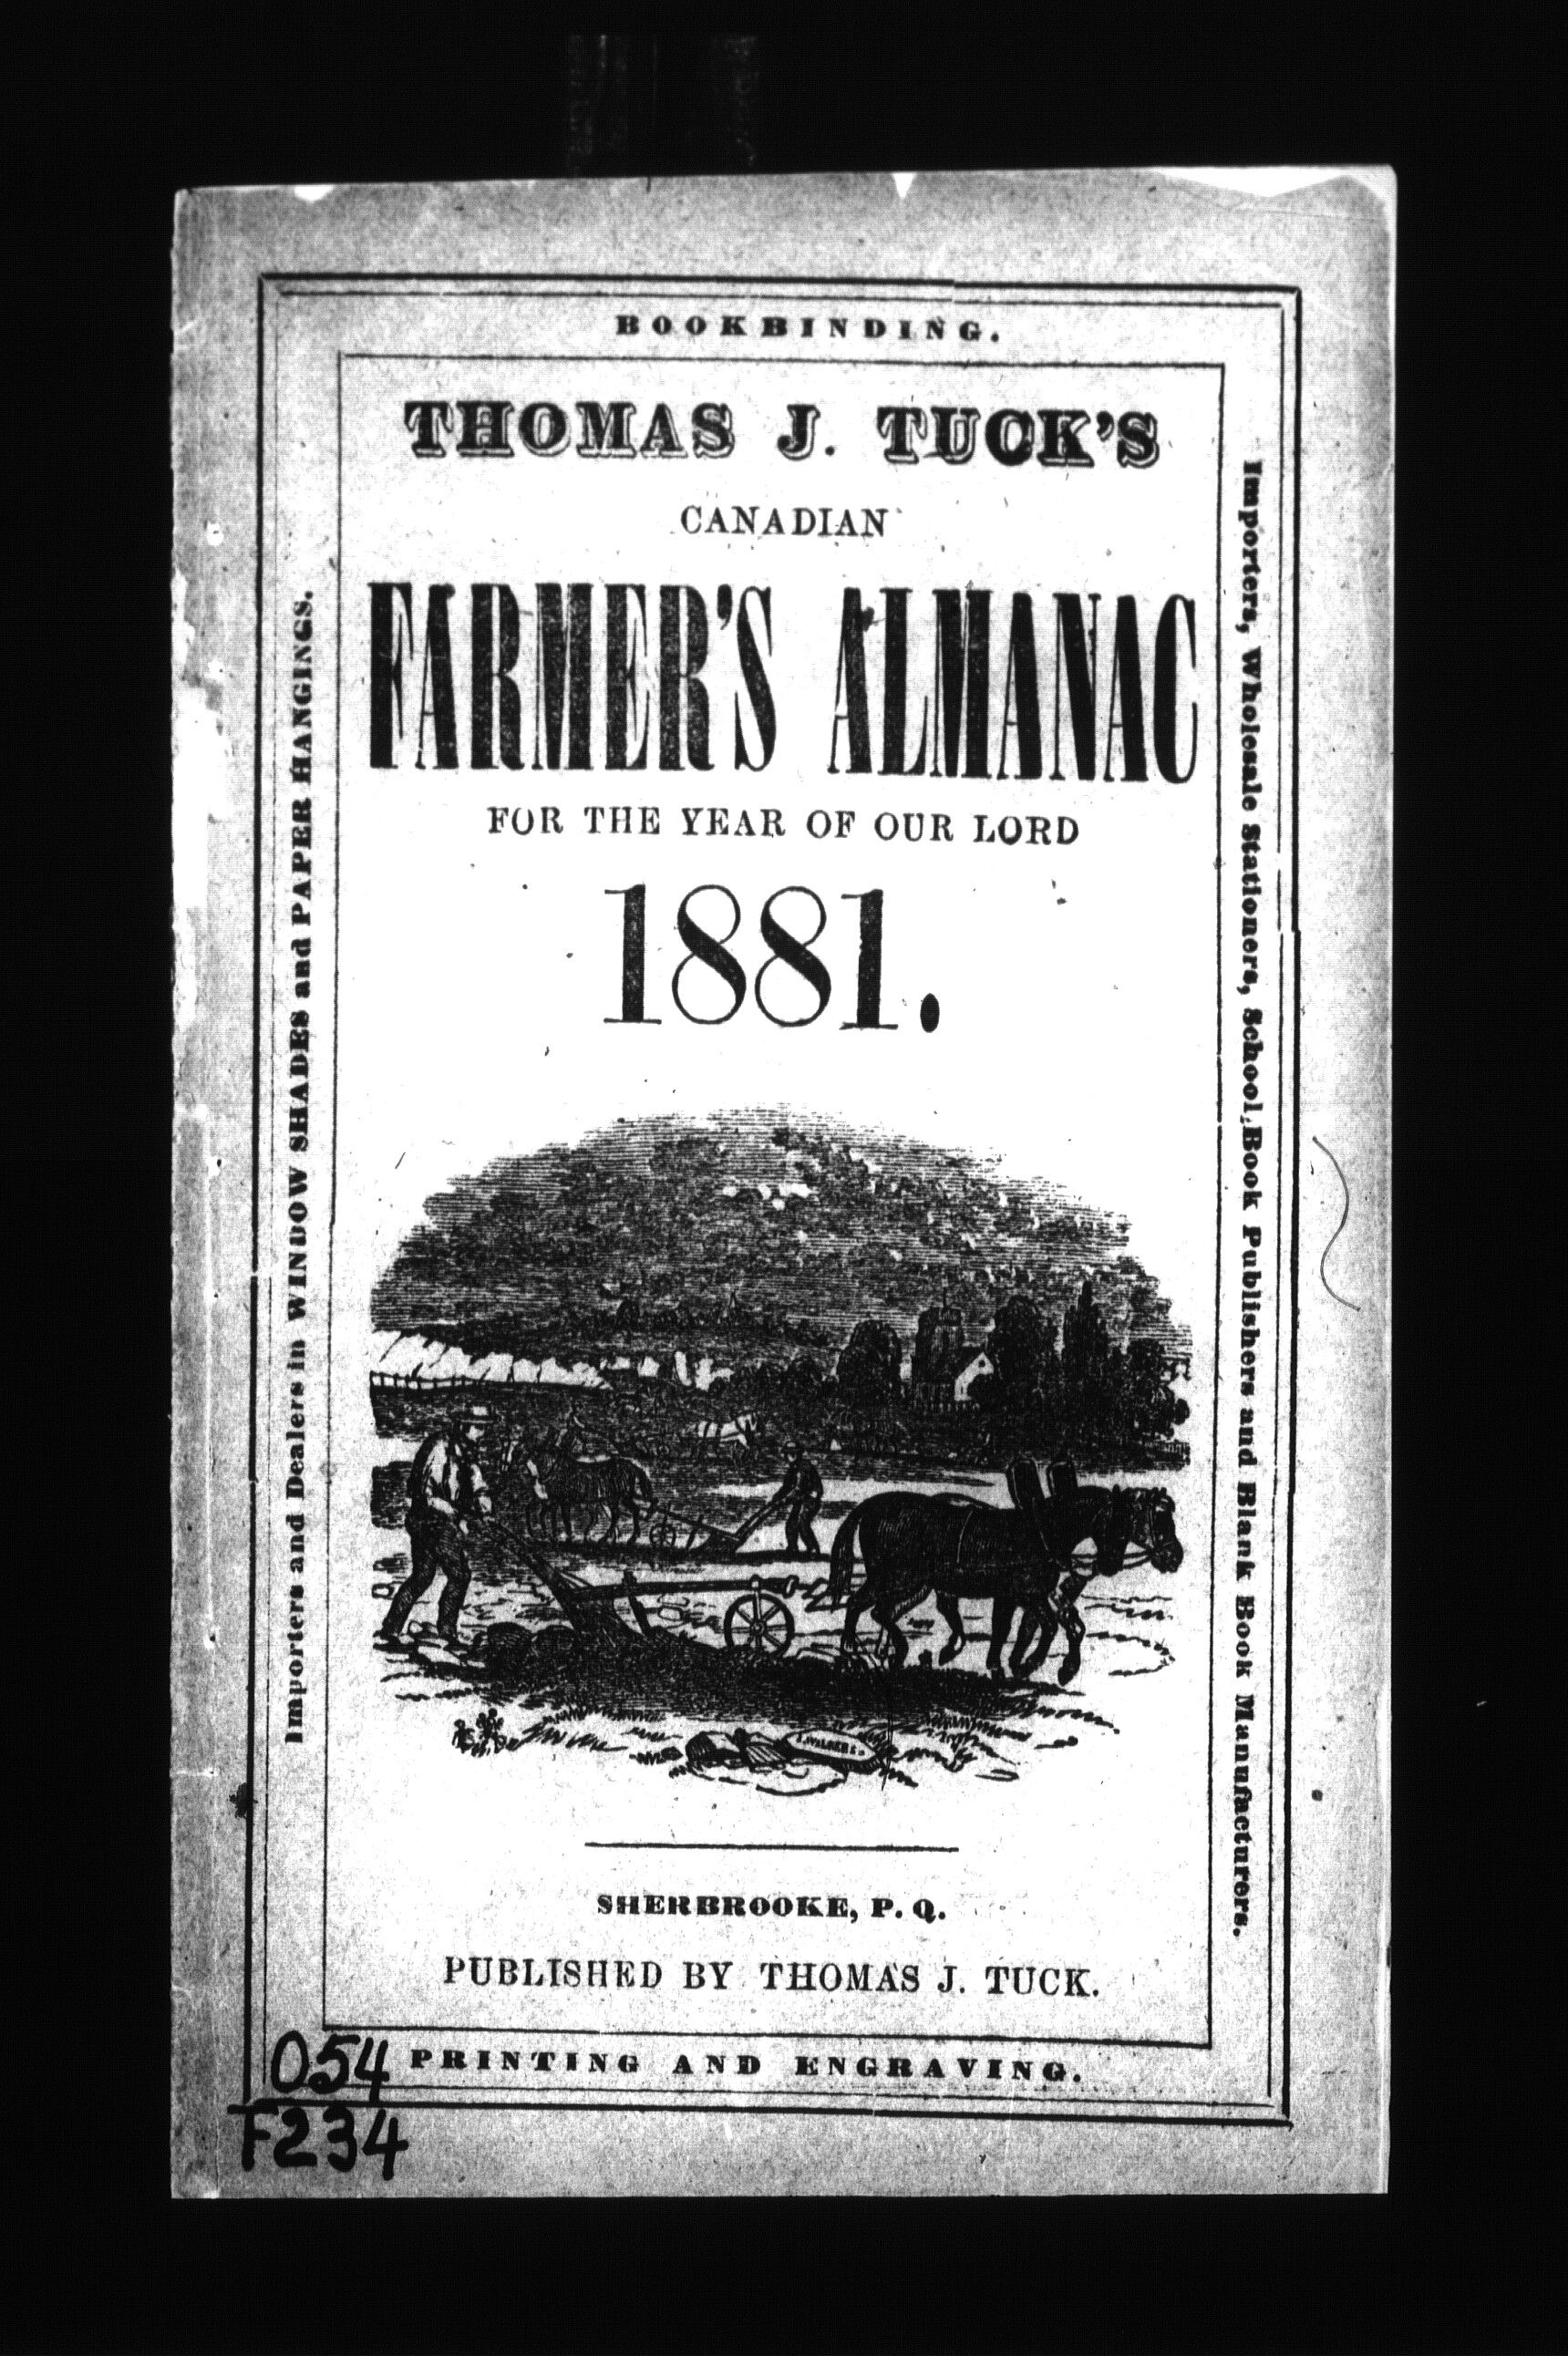 BOOKBINDING.
THOMAS J. TUCK'S
CANADIAN
FARMER'S ALMANAC
FOR THE YEAR OF OUR LORD
1881.
SHERBROOKE, P. Q.
PUBLISHED BY THOMAS J. TUCK.
PRINTING AND ENGRAVING.
Importers and Dealers in WINDOW SHADES and PAPER HANGINGS.
Importers, Wholesale Stationers, School Book Publishers and Blank Book Manufacturers.
054
F234